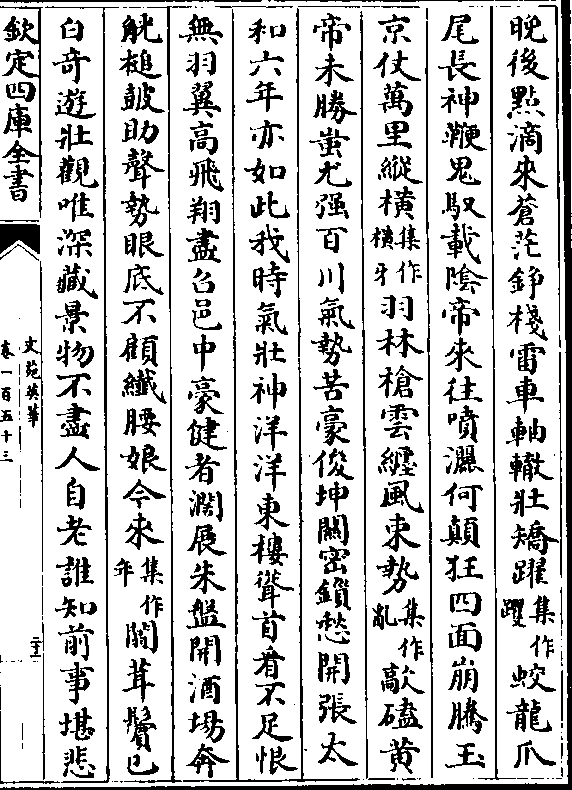 晚後點滴來蒼茫錚棧雷車軸轍壯矯躍集作躩蛟龍爪
尾長神鞭鬼馭載陰帝來往噴灑何顛狂四面崩騰玉
京仗萬里縱橫集作橫牙羽林槍雲纏風束勢集作亂敲磕黃
帝未勝蚩尤强百川氣勢苦豪俊坤關密鎖愁開張太
和六年亦如此我時氣壯神洋洋東樓聳首看不足恨
無羽翼高飛翔盡召邑中豪健者濶展朱盤開酒場奔
觥槌皷助聲勢眼底不顧纖腰娘今來集作年闒茸鬢已
白奇遊壯觀唯深藏景物不盡人自老誰知前事堪悲
欽定四庫全書
文苑英華
卷一百五十三